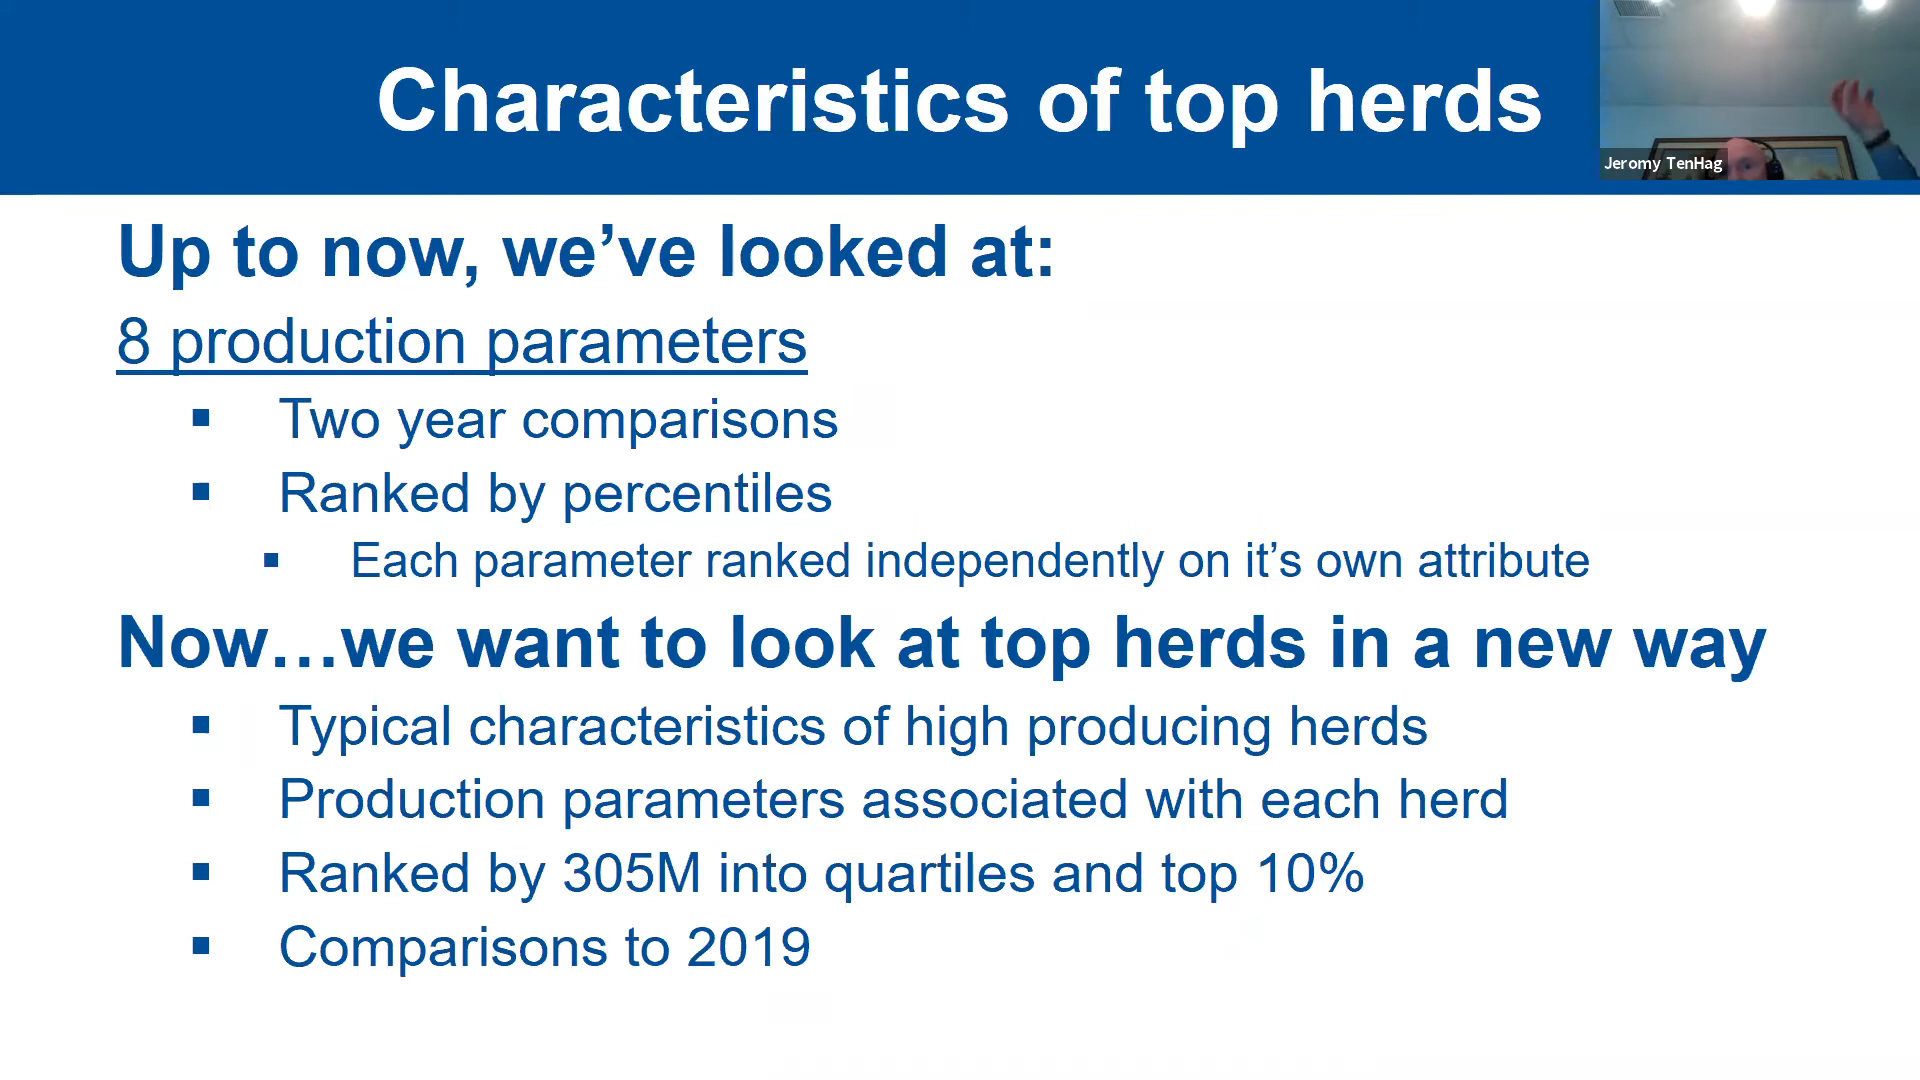 Characteristics of top herds
Jeromy TenHag
Up to now, we’ve looked at:
8 production parameters
▪ Two year comparisons
▪ Ranked by percentiles
▪ Each parameter ranked independently on it’s own attribute
Now…we want to look at top herds in a new way
▪ Typical characteristics of high producing herds
▪ Production parameters associated with each herd
▪ Ranked by 305M into quartiles and top 10%
▪ Comparisons to 2019